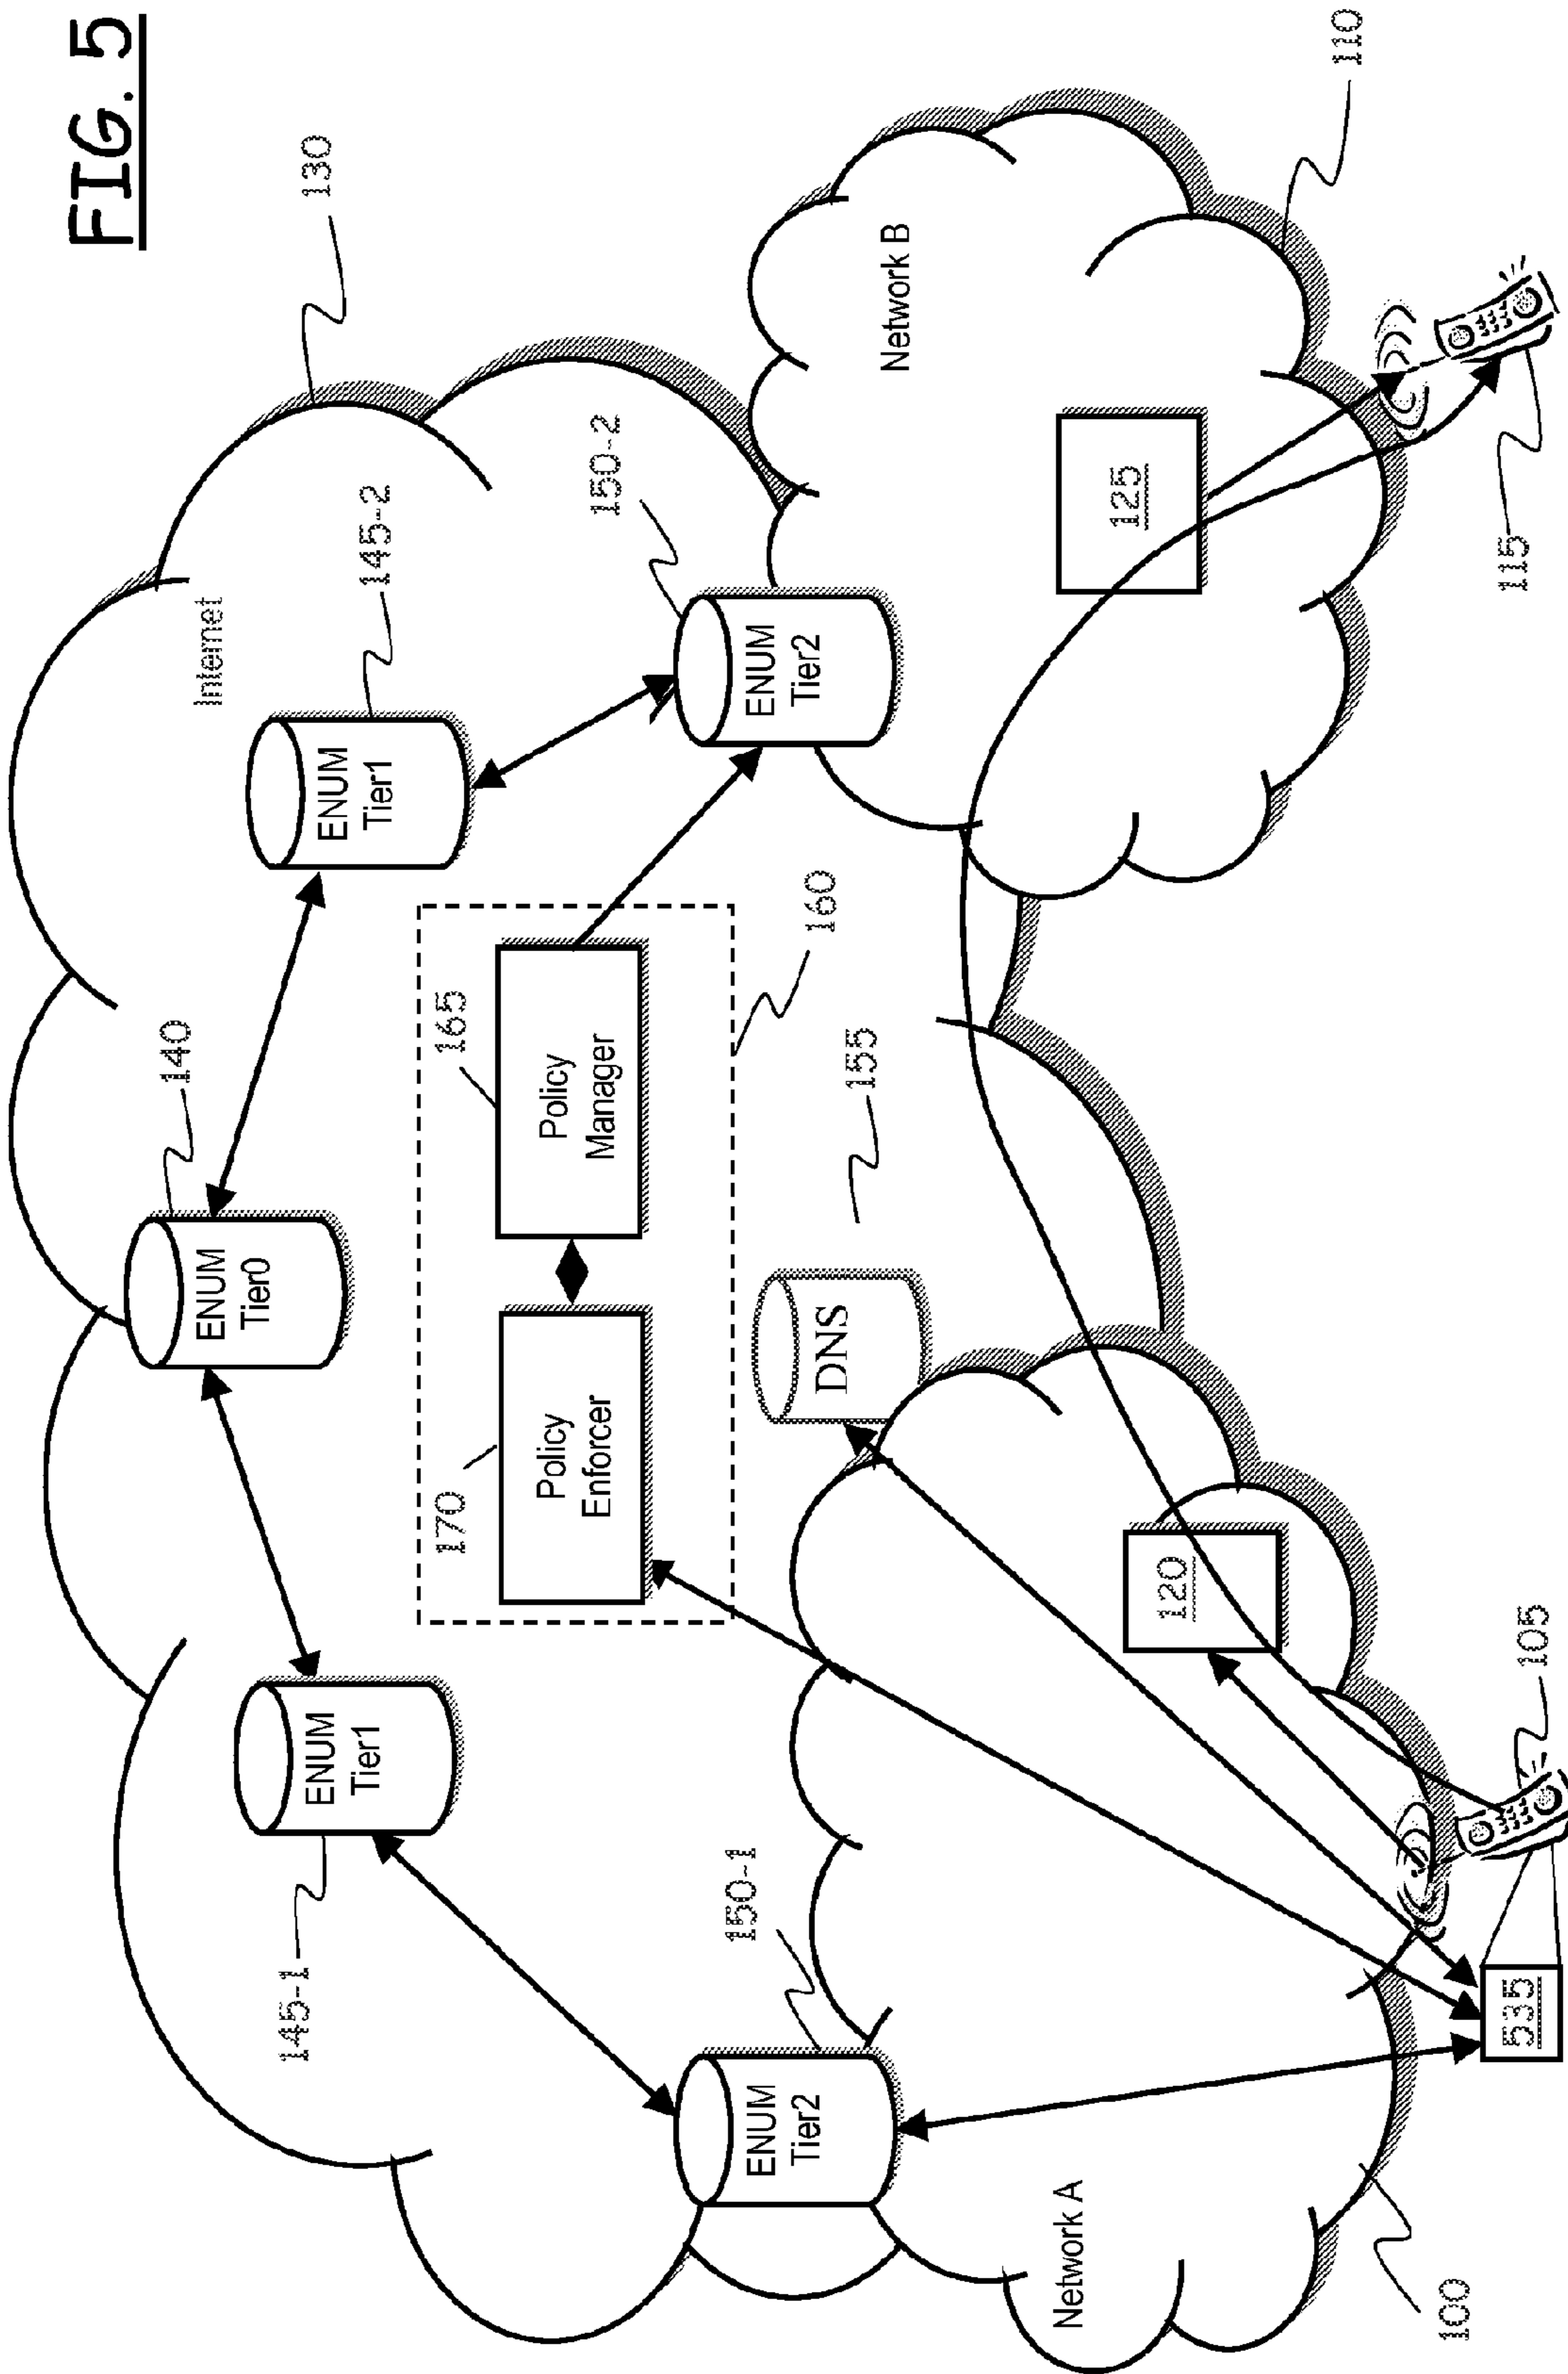 FIG. 5
130
Internet
140
ENUM
Tier0
145-1
ENUM
Tier1
ENUM
Tier1
145-2
170
Policy
Enforcer
165
Policy
Manager
160
150-1
ENUM
Tier2
150-2
ENUM
Tier2
DNS
155
Network A
Network B
120
125
100
535
105
115
110